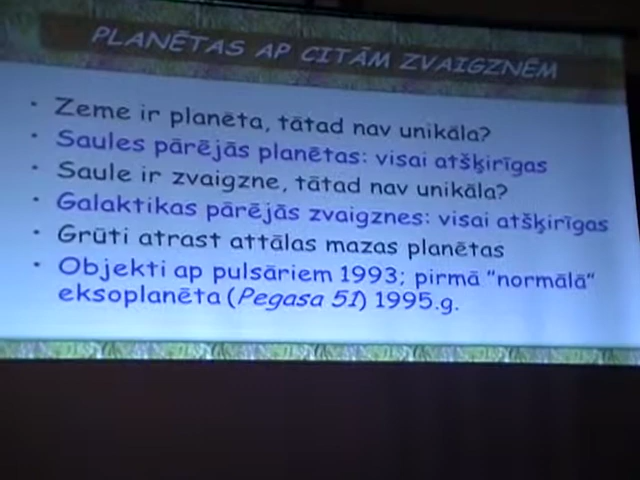 PLANĒTAS AP CITĀM ZVAIGZNĒM
• Zeme ir planēta, tātad nav unikāla?
• Saules pārējās planētas: visai atšķirīgas
• Saule ir zvaigzne, tātad nav unikāla?
• Galaktikas pārējās zvaigznes: visai atšķirīgas
• Grūti atrast attālas mazas planētas
• Objekti ap pulsāriem 1993; pirmā "normālā"
eksoplanēta (Pegasa 51) 1995.g.